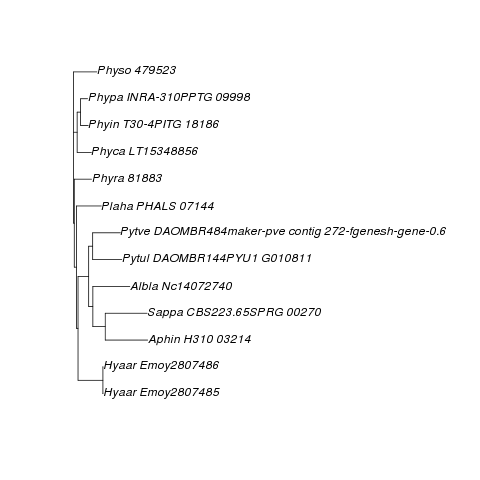 Physo 479523
Phypa INRA-310PPTG 09998
Phyin T30-4PITG 18186
Phyca LT15348856
Phyra 81883
Plaha PHALS 07144
Pytve DAOMBR484maker-pve contig 272-fgenesh-gene-0.6
Pytul DAOMBR144PYU1 G010811
Albla Nc14072740
Sappa CBS223.65SPRG 00270
Aphin H310 03214
Hyaar Emoy2807486
Hyaar Emoy2807485